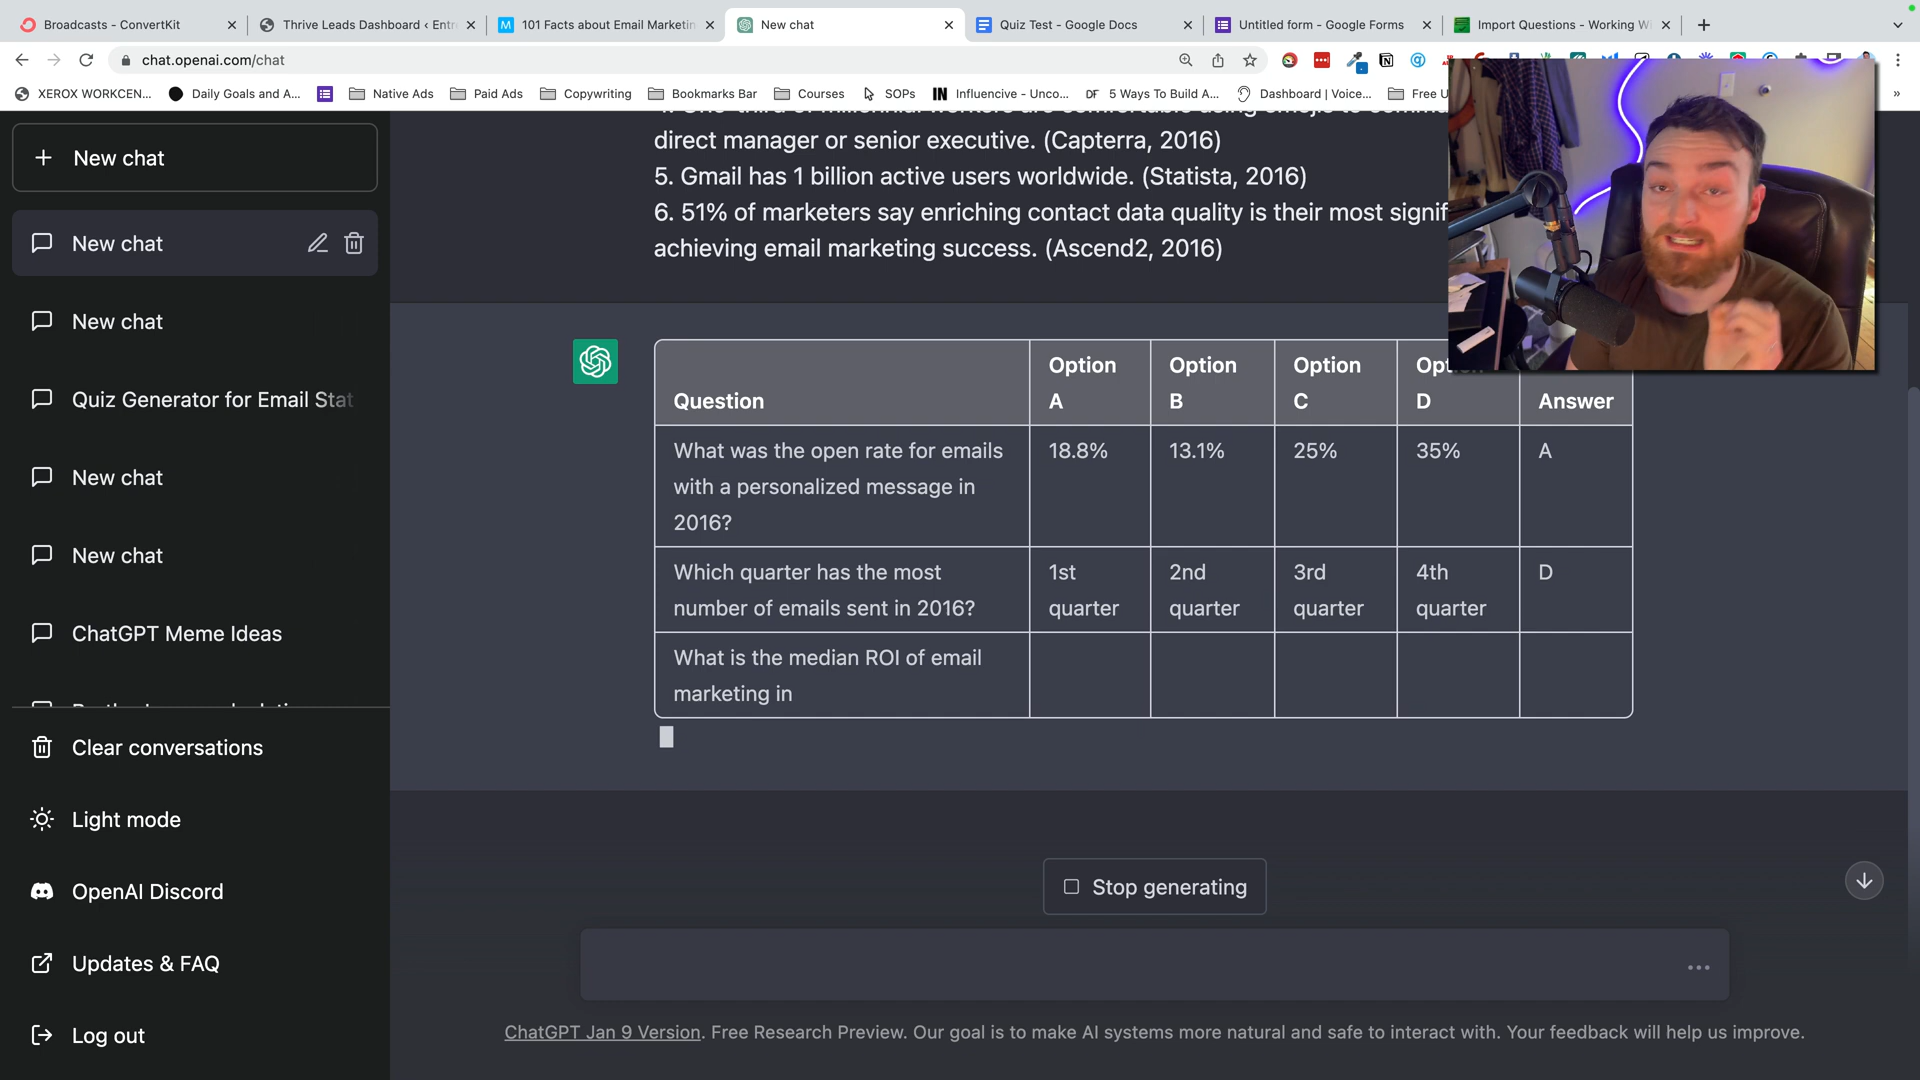 Broadcasts - ConvertKit
Thrive Leads Dashboard ‹ Entr
101 Facts about Email Marketin
New chat
Quiz Test - Google Docs
Untitled form - Google Forms
Import Questions - Working W
chat.openai.com/chat
XEROX WORKCEN...
Daily Goals and A...
Native Ads
Paid Ads
Copywriting
Bookmarks Bar
Courses
SOPs
IN Influencive - Unco...
DF 5 Ways To Build A...
Dashboard | Voice...
Free U
New chat
New chat
New chat
Quiz Generator for Email Stat
New chat
New chat
ChatGPT Meme Ideas
Clear conversations
Light mode
OpenAI Discord
Updates & FAQ
Log out
direct manager or senior executive. (Capterra, 2016)
5. Gmail has 1 billion active users worldwide. (Statista, 2016)
6. 51% of marketers say enriching contact data quality is their most signif
achieving email marketing success. (Ascend2, 2016)
Question Option A Option B Option C Opt D Answer
What was the open rate for emails 18.8% 13.1% 25% 35% A
with a personalized message in
2016?
Which quarter has the most 1st 2nd 3rd 4th D
number of emails sent in 2016? quarter quarter quarter quarter
What is the median ROI of email
marketing in
Stop generating
ChatGPT Jan 9 Version. Free Research Preview. Our goal is to make AI systems more natural and safe to interact with. Your feedback will help us improve.